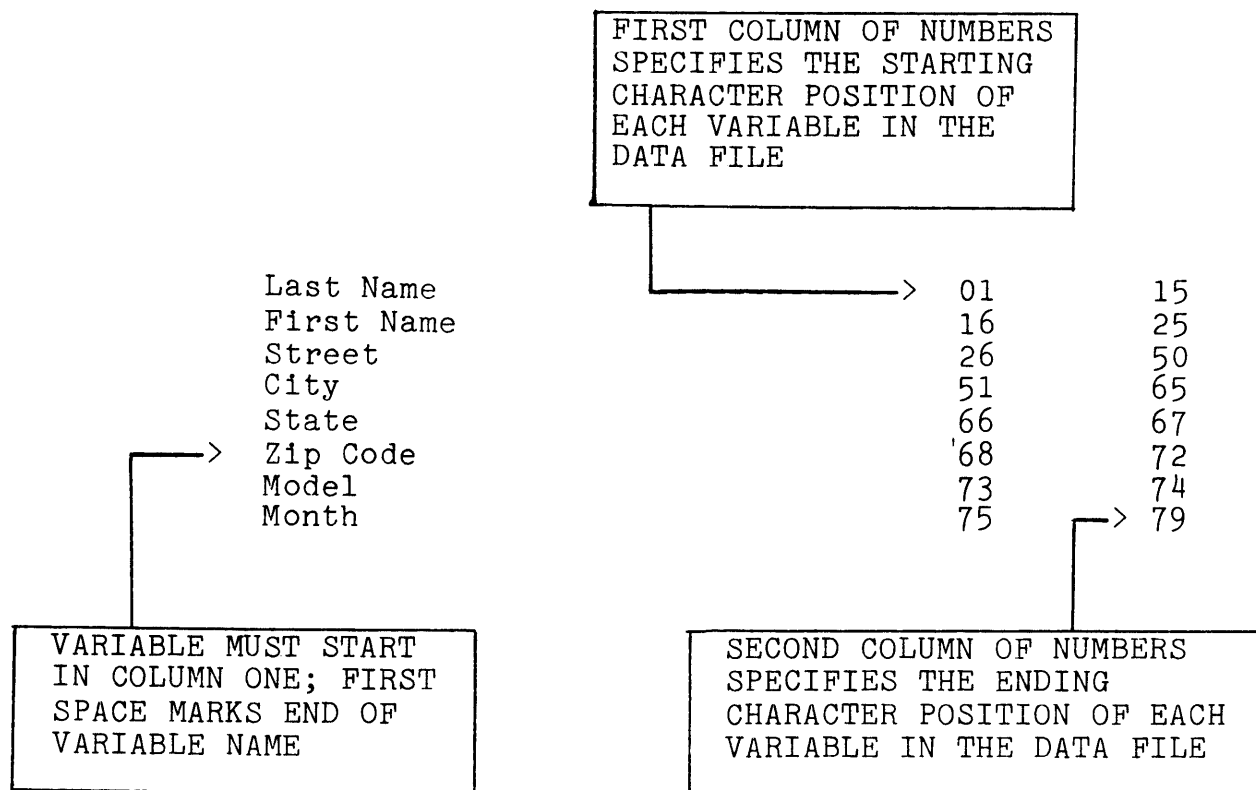 FIRST COLUMN OF NUMBERS
SPECIFIES THE STARTING
CHARACTER POSITION OF
EACH VARIABLE IN THE
DATA FILE
Last Name > 01 15
First Name 16 25
Street 26 50
City 51 65
State 66 67
> Zip Code '68 72
Model 73 74
Month 75 > 79
VARIABLE MUST START
IN COLUMN ONE; FIRST
SPACE MARKS END OF
VARIABLE NAME
SECOND COLUMN OF NUMBERS
SPECIFIES THE ENDING
CHARACTER POSITION OF EACH
VARIABLE IN THE DATA FILE